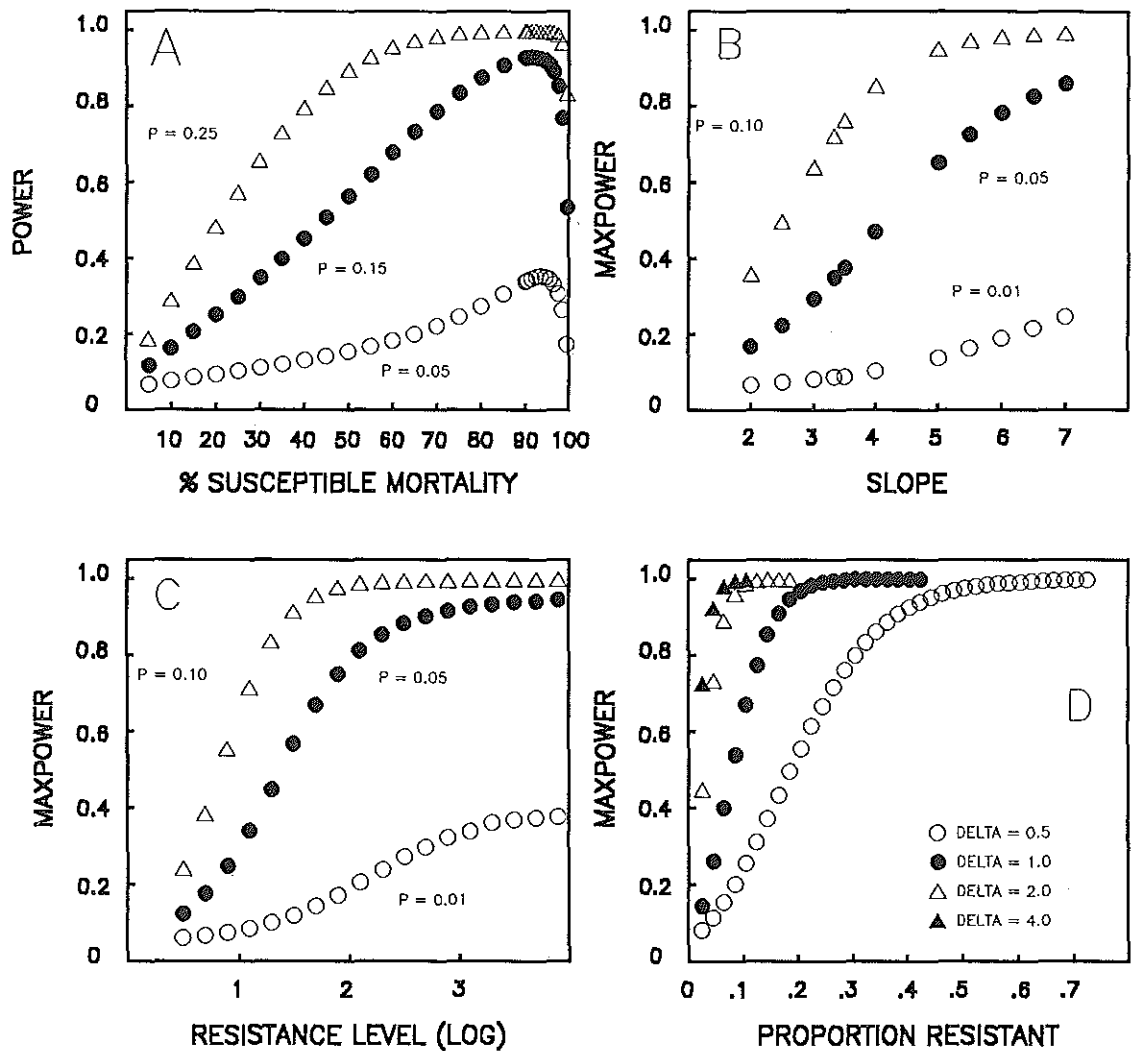 A
1.0
0.8
0.6
0.4
0.2
0
POWER
P = 0.25
P = 0.15
P = 0.05
10 20 30 40 50 60 70 80 90 100
% SUSCEPTIBLE MORTALITY
B
1.0
0.8
0.6
0.4
0.2
0
MAXPOWER
P = 0.10
P = 0.05
P = 0.01
2 3 4 5 6 7
SLOPE
C
1.0
0.8
0.6
0.4
0.2
0
MAXPOWER
P = 0.10
P = 0.05
P = 0.01
1 2 3
RESISTANCE LEVEL (LOG)
D
1.0
0.8
0.6
0.4
0.2
0
MAXPOWER
DELTA = 0.5
DELTA = 1.0
DELTA = 2.0
DELTA = 4.0
0 .1 .2 .3 .4 .5 .6 .7
PROPORTION RESISTANT